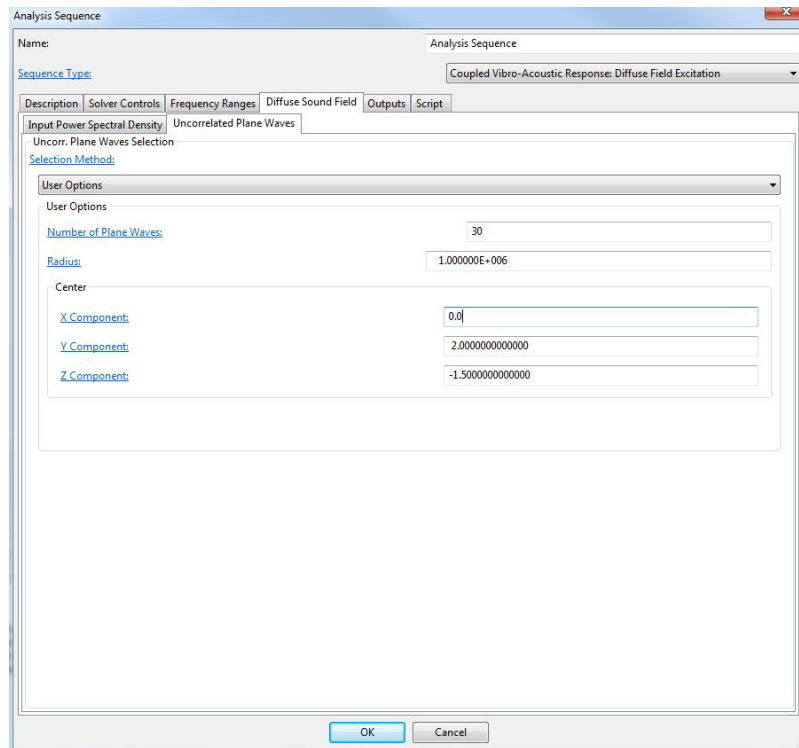 Analysis Sequence
Name: Analysis Sequence
Sequence Type: Coupled Vibro-Acoustic Response: Diffuse Field Excitation
Description Solver Controls Frequency Ranges Diffuse Sound Field Outputs Script
Input Power Spectral Density Uncorrelated Plane Waves
Uncorr. Plane Waves Selection
Selection Method:
User Options
User Options
Number of Plane Waves: 30
Radius: 1.000000E+006
Center
X Component: 0.0
Y Component: 2.0000000000000
Z Component: -1.5000000000000
OK Cancel